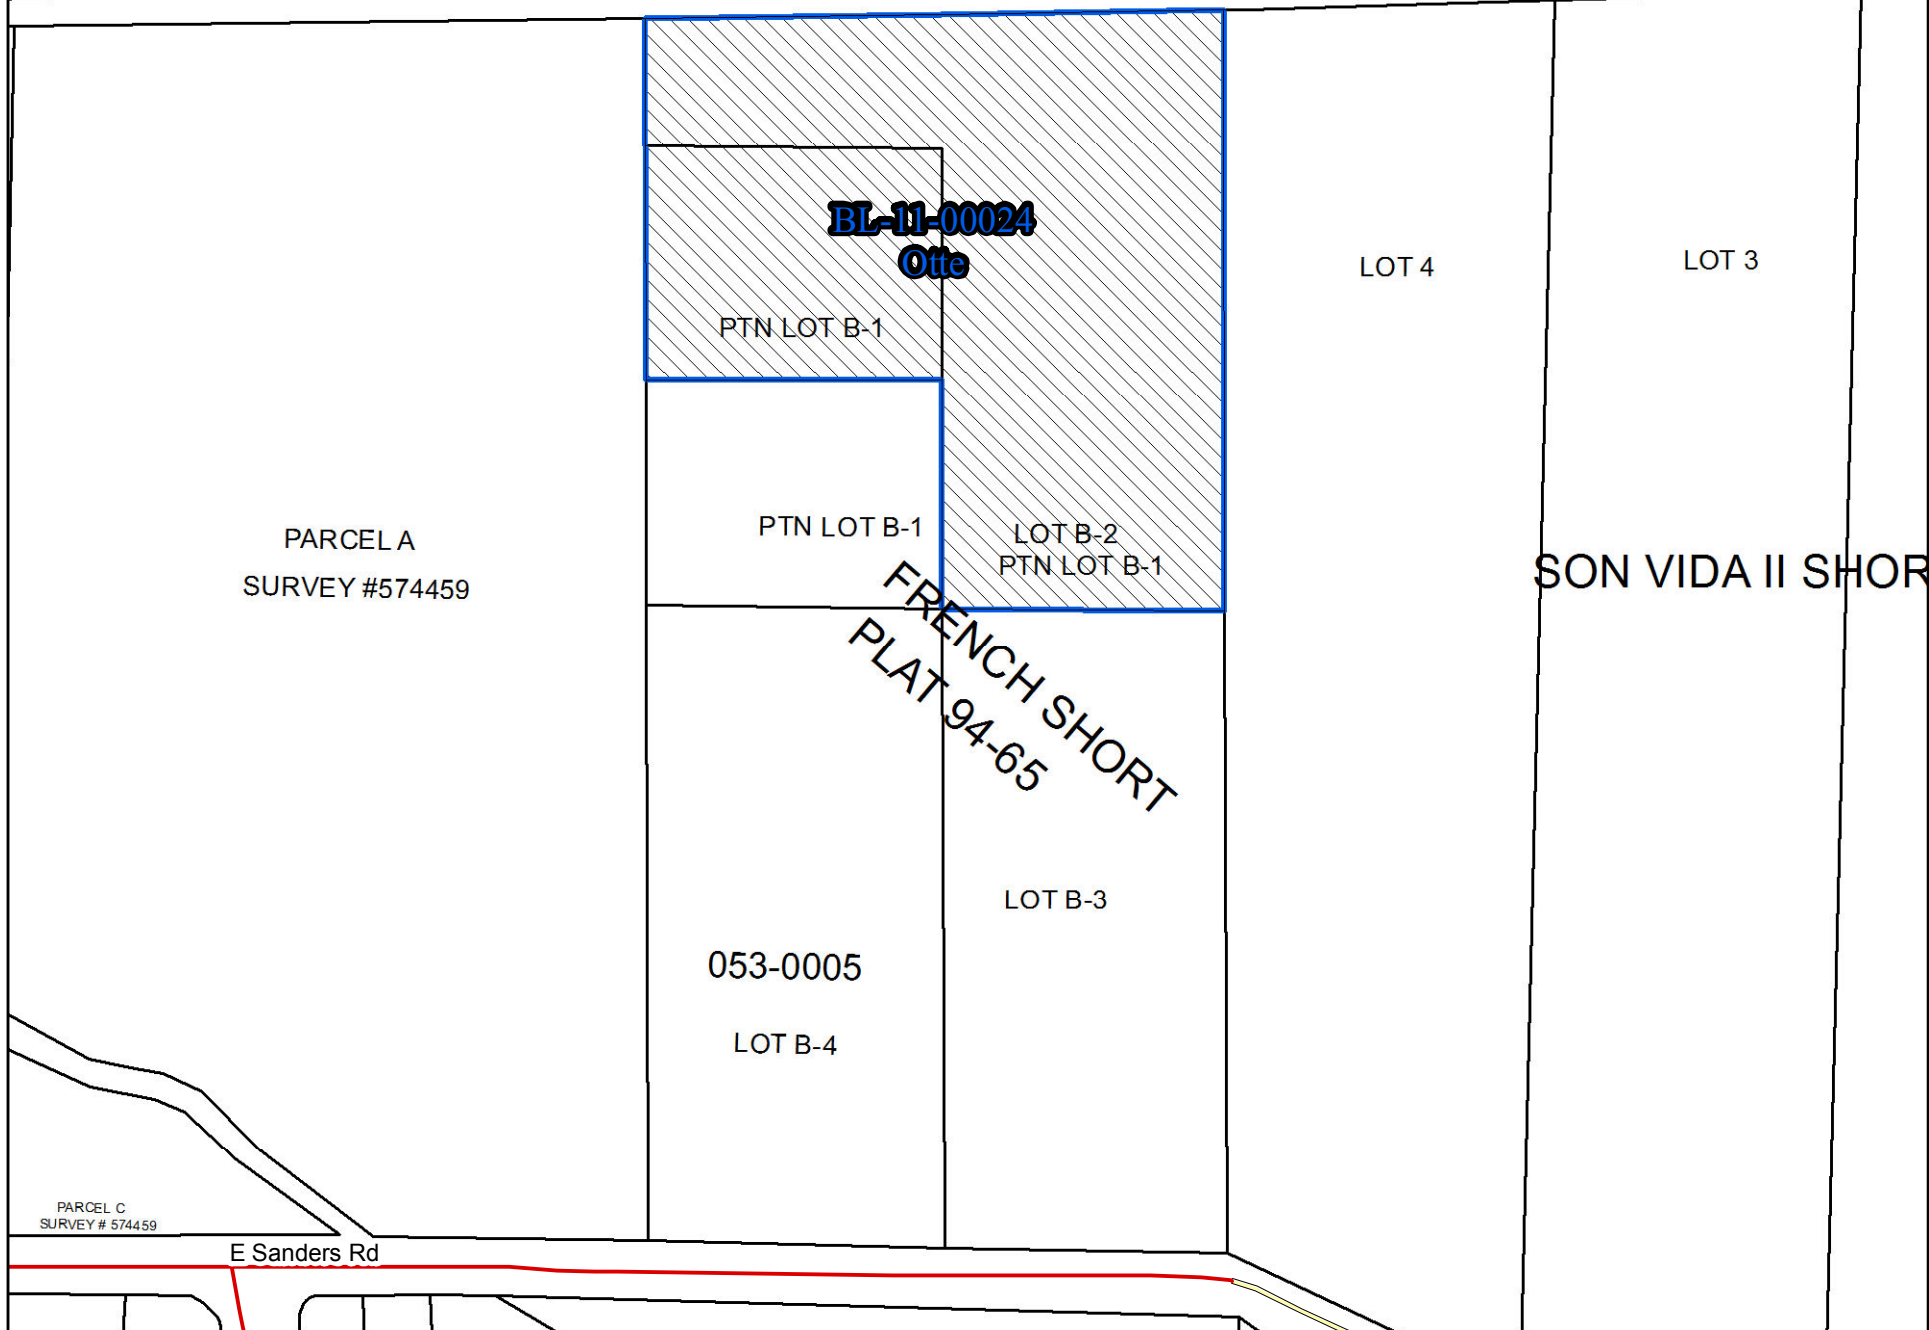 BL-11-00024
Otte
LOT 4
LOT 3
PTN LOT B-1
PTN LOT B-1
LOT B-2
PTN LOT B-1
PARCEL A
SURVEY #574459
SON VIDA II SHOR
FRENCH SHORT
PLAT 94-65
LOT B-3
053-0005
LOT B-4
PARCEL C
SURVEY # 574459
E Sanders Rd